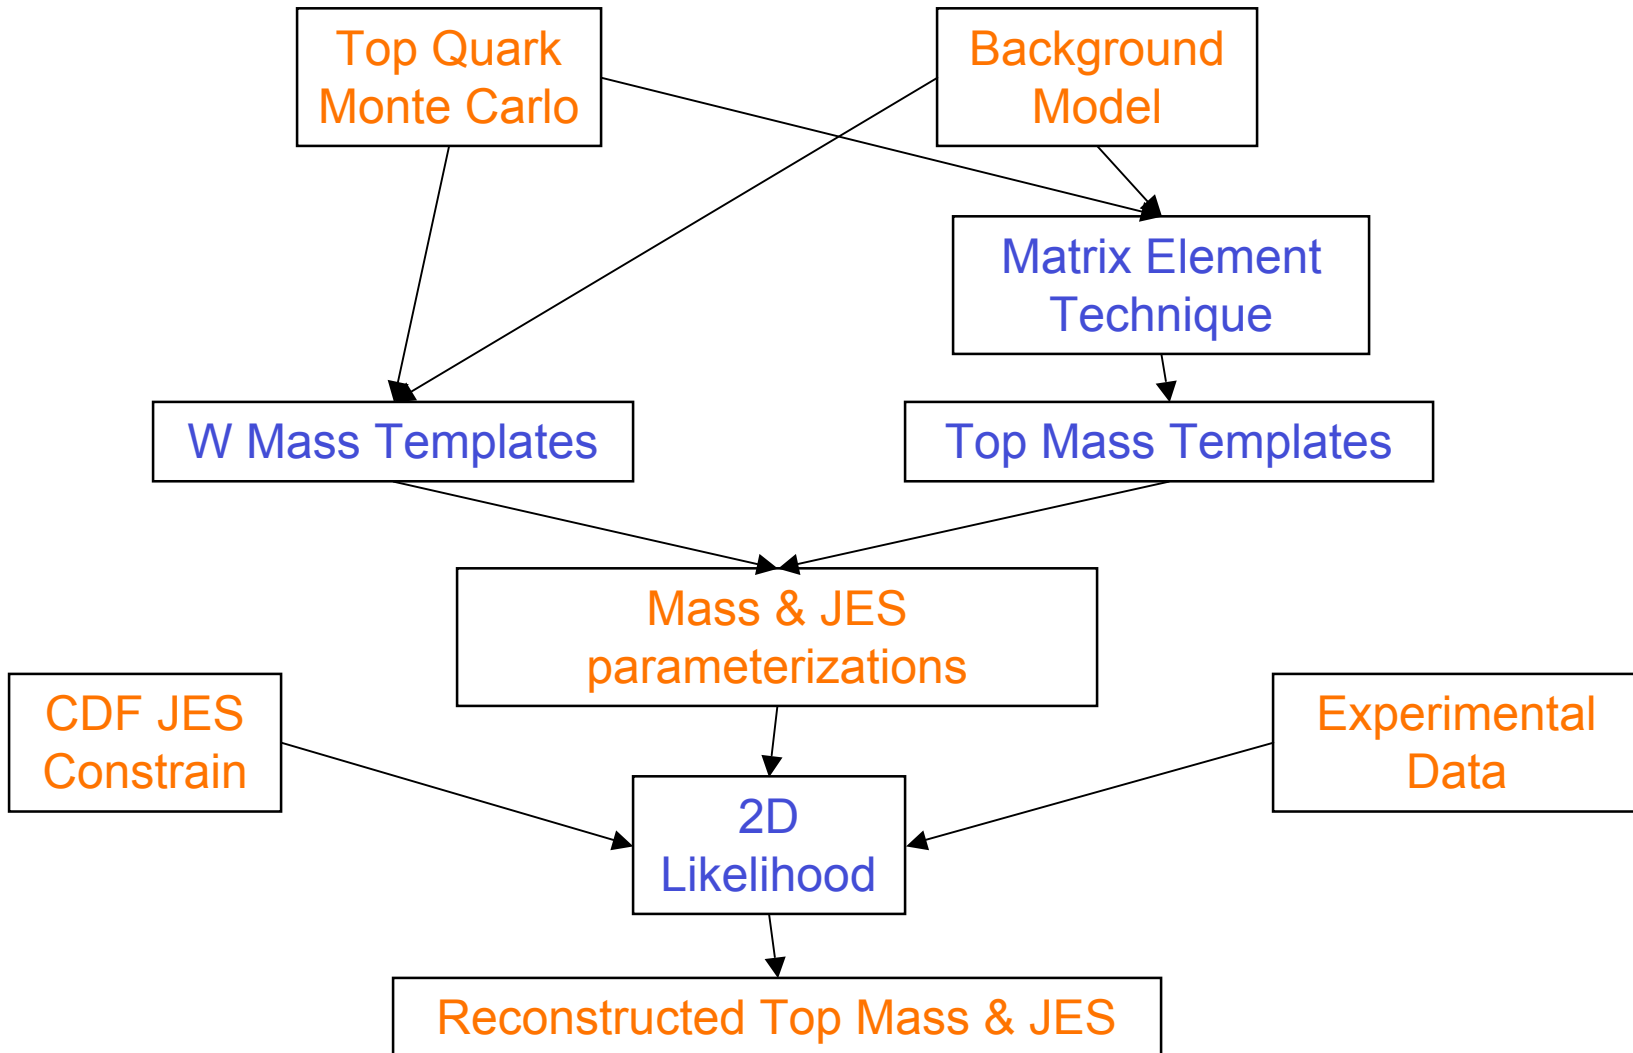 Top Quark
Monte Carlo
Background
Model
Matrix Element
Technique
W Mass Templates
Top Mass Templates
Mass & JES
parameterizations
CDF JES
Constrain
Experimental
Data
2D
Likelihood
Reconstructed Top Mass & JES